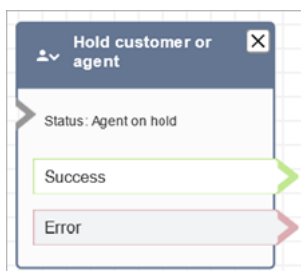 Hold customer or
agent
Status: Agent on hold
Success
Error